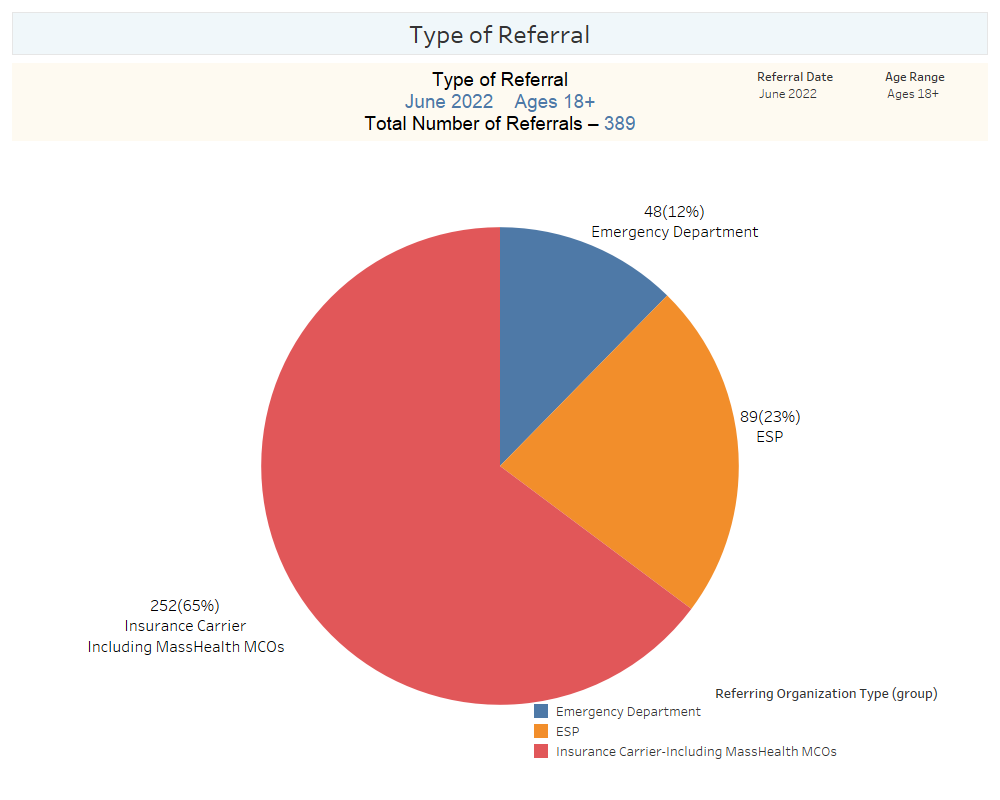 Type of Referral
Type of Referral
June 2022 Ages 18+
Total Number of Referrals – 389
Referral Date
June 2022
Age Range
Ages 18+
48(12%)
Emergency Department
89(23%)
ESP
252(65%)
Insurance Carrier
Including MassHealth MCOs
Referring Organization Type (group)
Emergency Department
ESP
Insurance Carrier-Including MassHealth MCOs